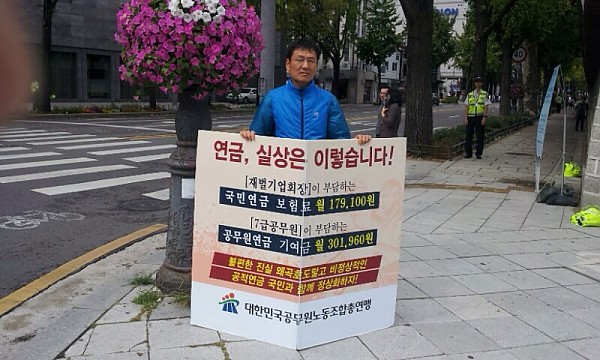 연금, 실상은 이렇습니다!
[재벌기업회장]이 부담하는
국민연금 보험료 월 179,100원
[7급공무원]이 부담하는
공무원연금 기여금 월 301,960원
불편한 진실 왜곡호도말고 비정상적인
공적연금 국민과 함께 정상화하자!
대한민국공무원노동조합총연맹
40